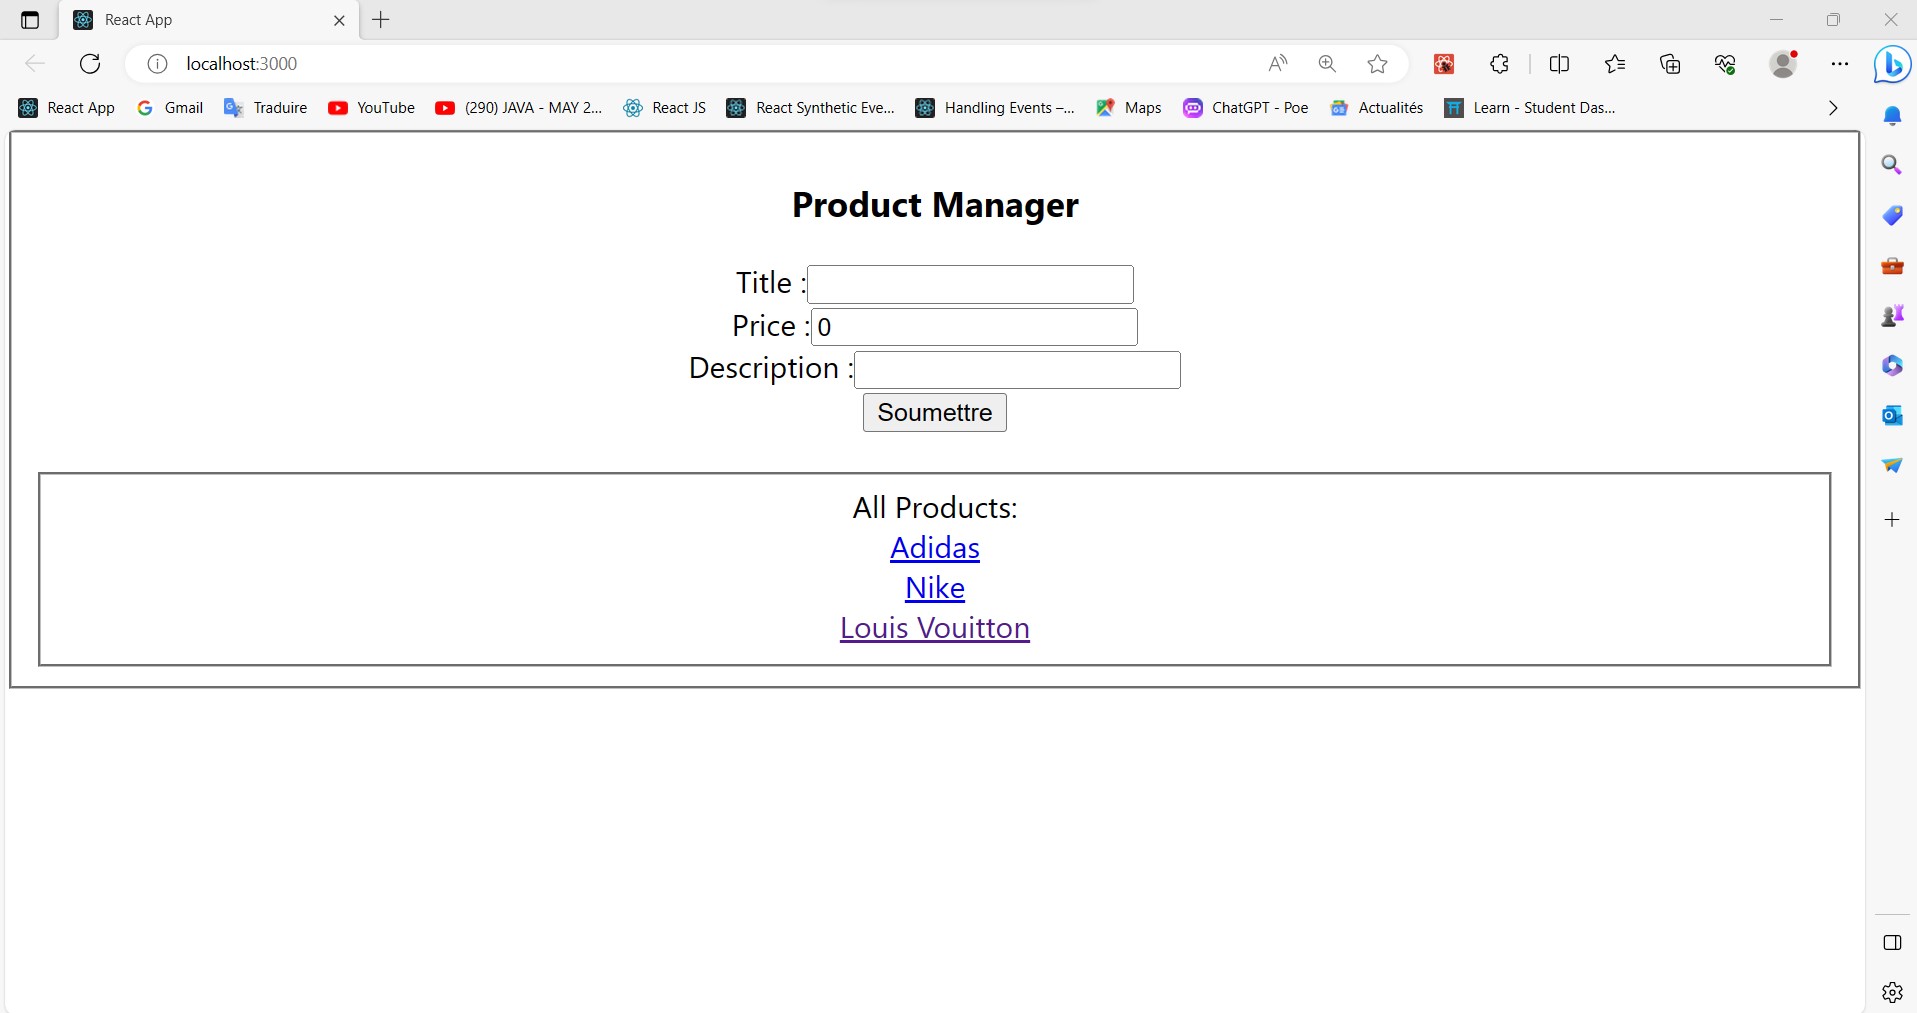 React App
localhost:3000
React App Gmail Traduire YouTube (290) JAVA - MAY 2... React JS React Synthetic Eve... Handling Events –... Maps ChatGPT - Poe Actualités Learn - Student Das...
Product Manager
Title :
Price : 0
Description :
Soumettre
All Products:
Adidas
Nike
Louis Vouitton